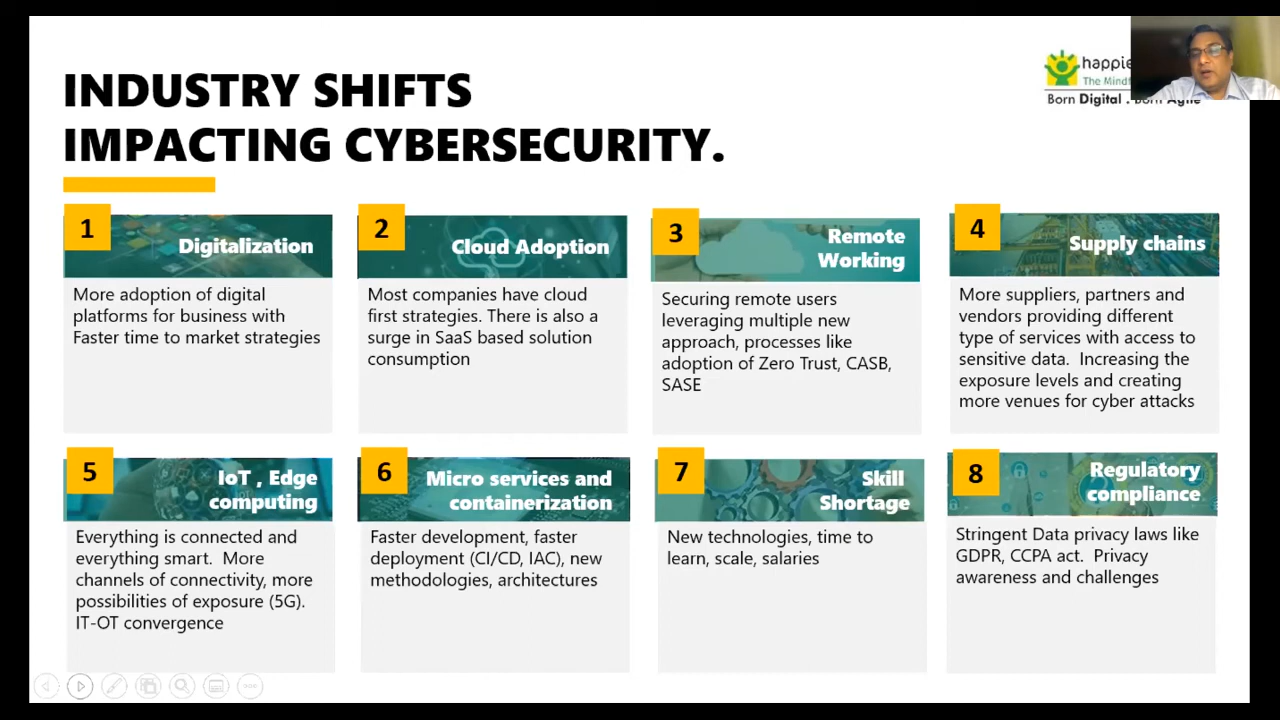 INDUSTRY SHIFTS
IMPACTING CYBERSECURITY.
The
Born Digital .
1
Digitalization
More adoption of digital
platforms for business with
Faster time to market strategies
2
Cloud Adoption
Most companies have cloud
first strategies. There is also a
surge in SaaS based solution
consumption
3
Remote
Working
Securing remote users
leveraging multiple new
approach, processes like
adoption of Zero Trust, CASB,
SASE
4
Supply chains
More suppliers, partners and
vendors providing different
type of services with access to
sensitive data. Increasing the
exposure levels and creating
more venues for cyber attacks
5
IoT , Edge
computing
Everything is connected and
everything smart. More
channels of connectivity, more
possibilities of exposure (5G).
IT-OT convergence
6
Micro services and
containerization
Faster development, faster
deployment (CI/CD, IAC), new
methodologies, architectures
7
Skill
Shortage
New technologies, time to
learn, scale, salaries
8
Regulatory
compliance
Stringent Data privacy laws like
GDPR, CCPA act. Privacy
awareness and challenges